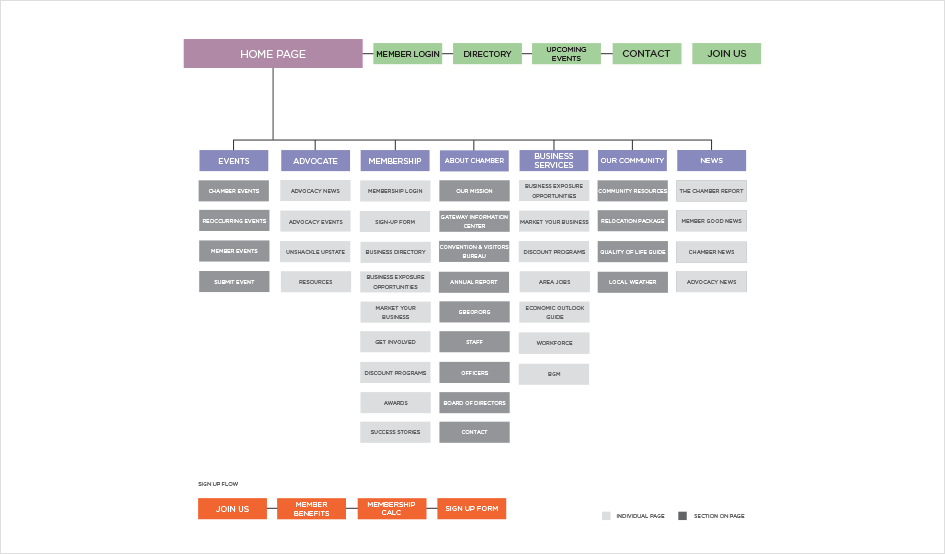 HOME PAGE
MEMBER LOGIN
DIRECTORY
UPCOMING
EVENTS
CONTACT
JOIN US
EVENTS
CHAMBER EVENTS
REOCCURRING EVENTS
MEMBER EVENTS
SUBMIT EVENT
ADVOCATE
ADVOCACY NEWS
ADVOCACY EVENTS
UNSHACKLE UPSTATE
RESOURCES
MEMBERSHIP
MEMBERSHIP LOGIN
SIGN-UP FORM
BUSINESS DIRECTORY
BUSINESS EXPOSURE
OPPORTUNITIES
MARKET YOUR
BUSINESS
GET INVOLVED
DISCOUNT PROGRAMS
AWARDS
SUCCESS STORIES
ABOUT CHAMBER
OUR MISSION
GATEWAY INFORMATION
CENTER
CONVENTION & VISITORS
BUREAU
ANNUAL REPORT
GBEOP.ORG
STAFF
OFFICERS
BOARD OF DIRECTORS
CONTACT
BUSINESS
SERVICES
BUSINESS EXPOSURE
OPPORTUNITIES
MARKET YOUR BUSINESS
DISCOUNT PROGRAMS
AREA JOBS
ECONOMIC OUTLOOK
GUIDE
WORKFORCE
BGM
OUR COMMUNITY
COMMUNITY RESOURCES
RELOCATION PACKAGE
QUALITY OF LIFE GUIDE
LOCAL WEATHER
NEWS
THE CHAMBER REPORT
MEMBER GOOD NEWS
CHAMBER NEWS
ADVOCACY NEWS
SIGN UP FLOW
JOIN US
MEMBER
BENEFITS
MEMBERSHIP
CALC
SIGN UP FORM
INDIVIDUAL PAGE
SECTION ON PAGE